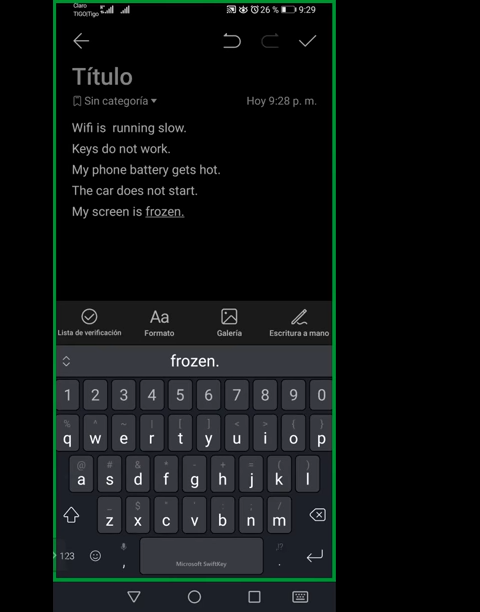 Claro
TIGO|Tigo
26 % 9:29
Título
Sin categoría
Hoy 9:28 p. m.
Wifi is  running slow.
Keys do not work.
My phone battery gets hot.
The car does not start.
My screen is frozen.
Lista de verificación
Aa
Formato
Galería
Escritura a mano
frozen.
1 2 3 4 5 6 7 8 9 0
% ^ ~ | [ ] < > { }
q w e r t y u i o p
@ # & * - + = ( )
a s d f g h j k l
_ $ " ' : ; /
z x c v b n m
123 , Microsoft SwiftKey ,!? .